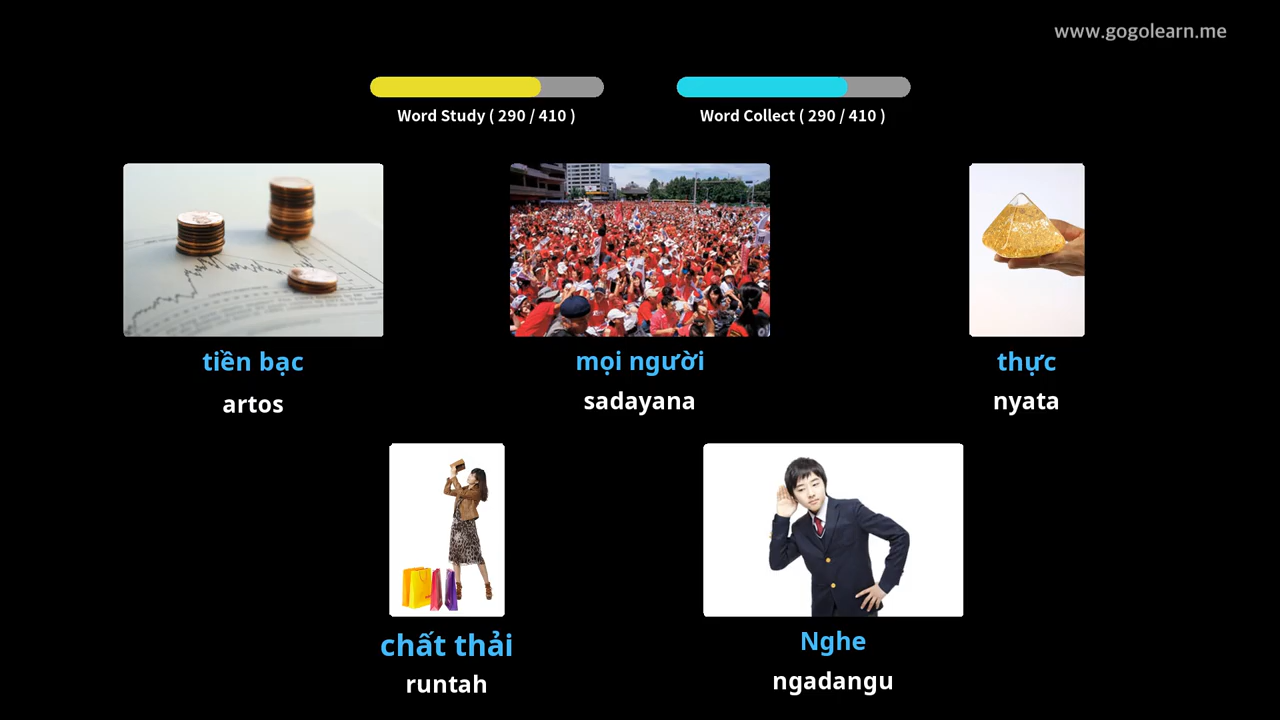 www.gogolearn.me
Word Study ( 290 / 410 )
Word Collect ( 290 / 410 )
tiền bạc
artos
mọi người
sadayana
thực
nyata
chất thải
runtah
Nghe
ngadangu